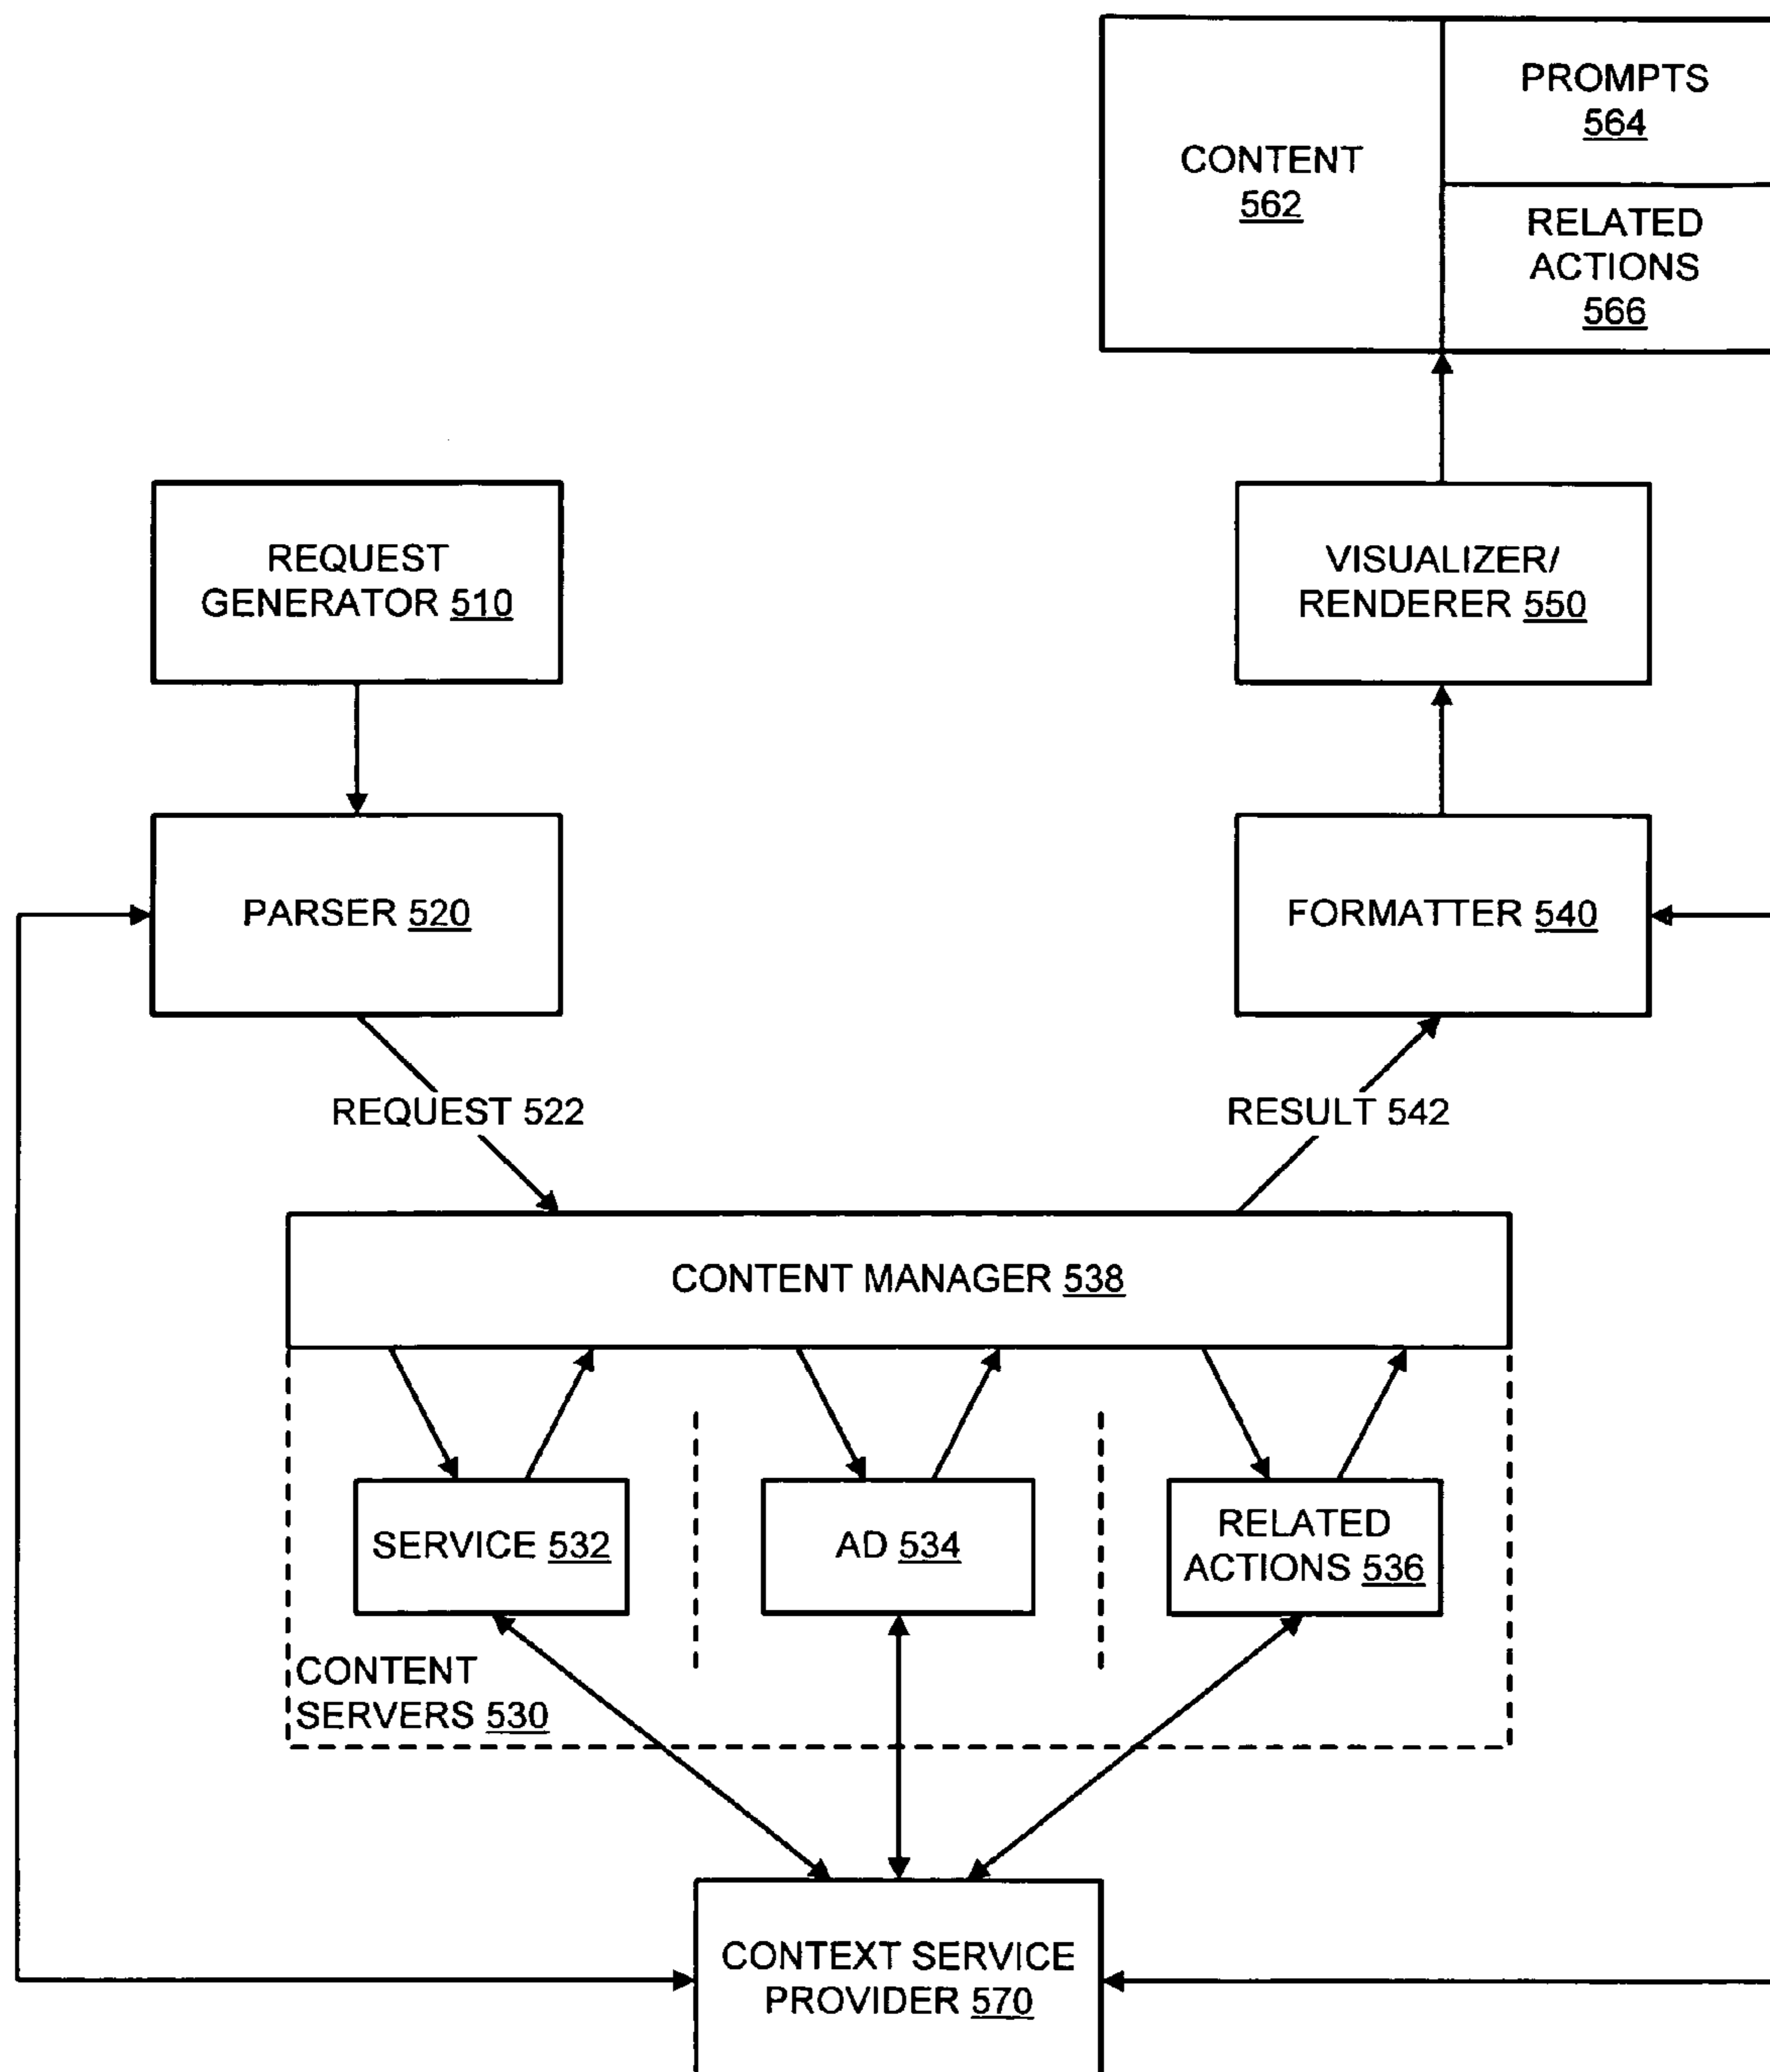 CONTENT
562
PROMPTS
564
RELATED
ACTIONS
566
REQUEST
GENERATOR 510
VISUALIZER/
RENDERER 550
PARSER 520
FORMATTER 540
REQUEST 522
RESULT 542
CONTENT MANAGER 538
SERVICE 532
AD 534
RELATED
ACTIONS 536
CONTENT
SERVERS 530
CONTEXT SERVICE
PROVIDER 570